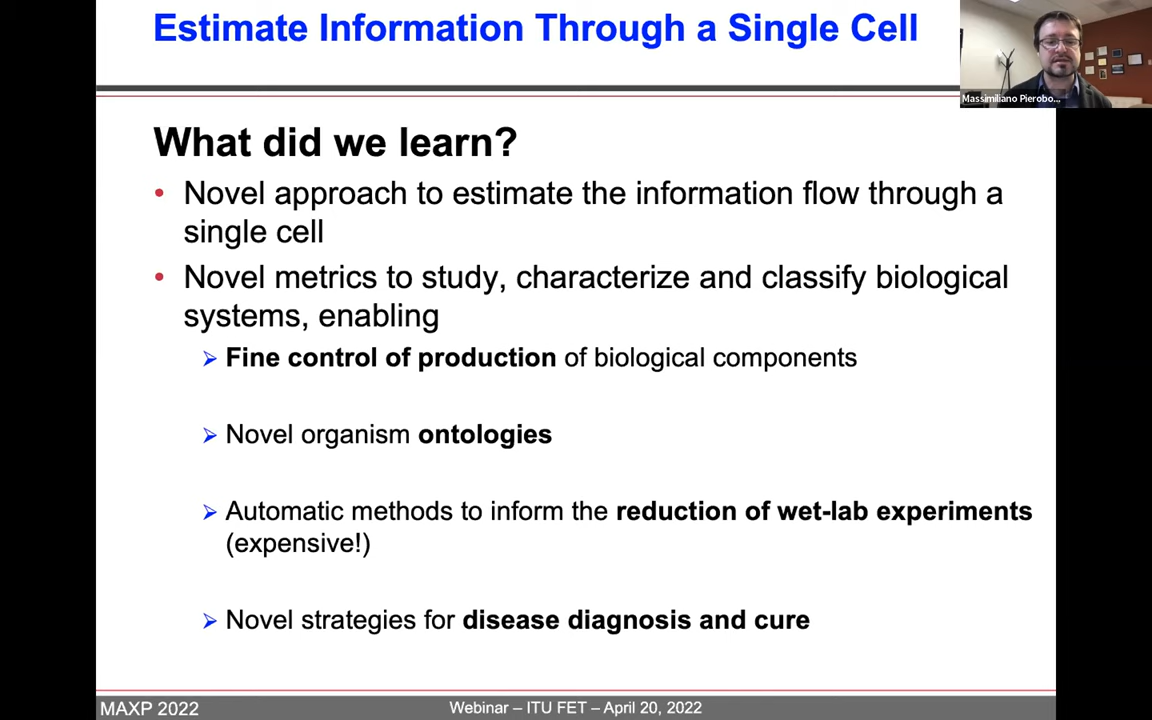 Estimate Information Through a Single Cell
Massimiliano Pierobo...
What did we learn?
• Novel approach to estimate the information flow through a
single cell
• Novel metrics to study, characterize and classify biological
systems, enabling
➢ Fine control of production of biological components
➢ Novel organism ontologies
➢ Automatic methods to inform the reduction of wet-lab experiments
(expensive!)
➢ Novel strategies for disease diagnosis and cure
MAXP 2022
Webinar – ITU FET – April 20, 2022